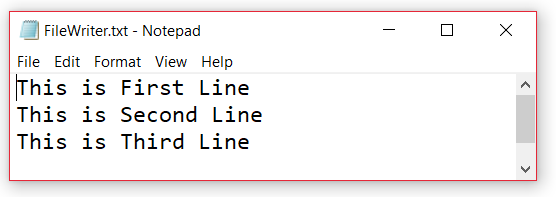 FileWriter.txt - Notepad
File Edit Format View Help
This is First Line
This is Second Line
This is Third Line